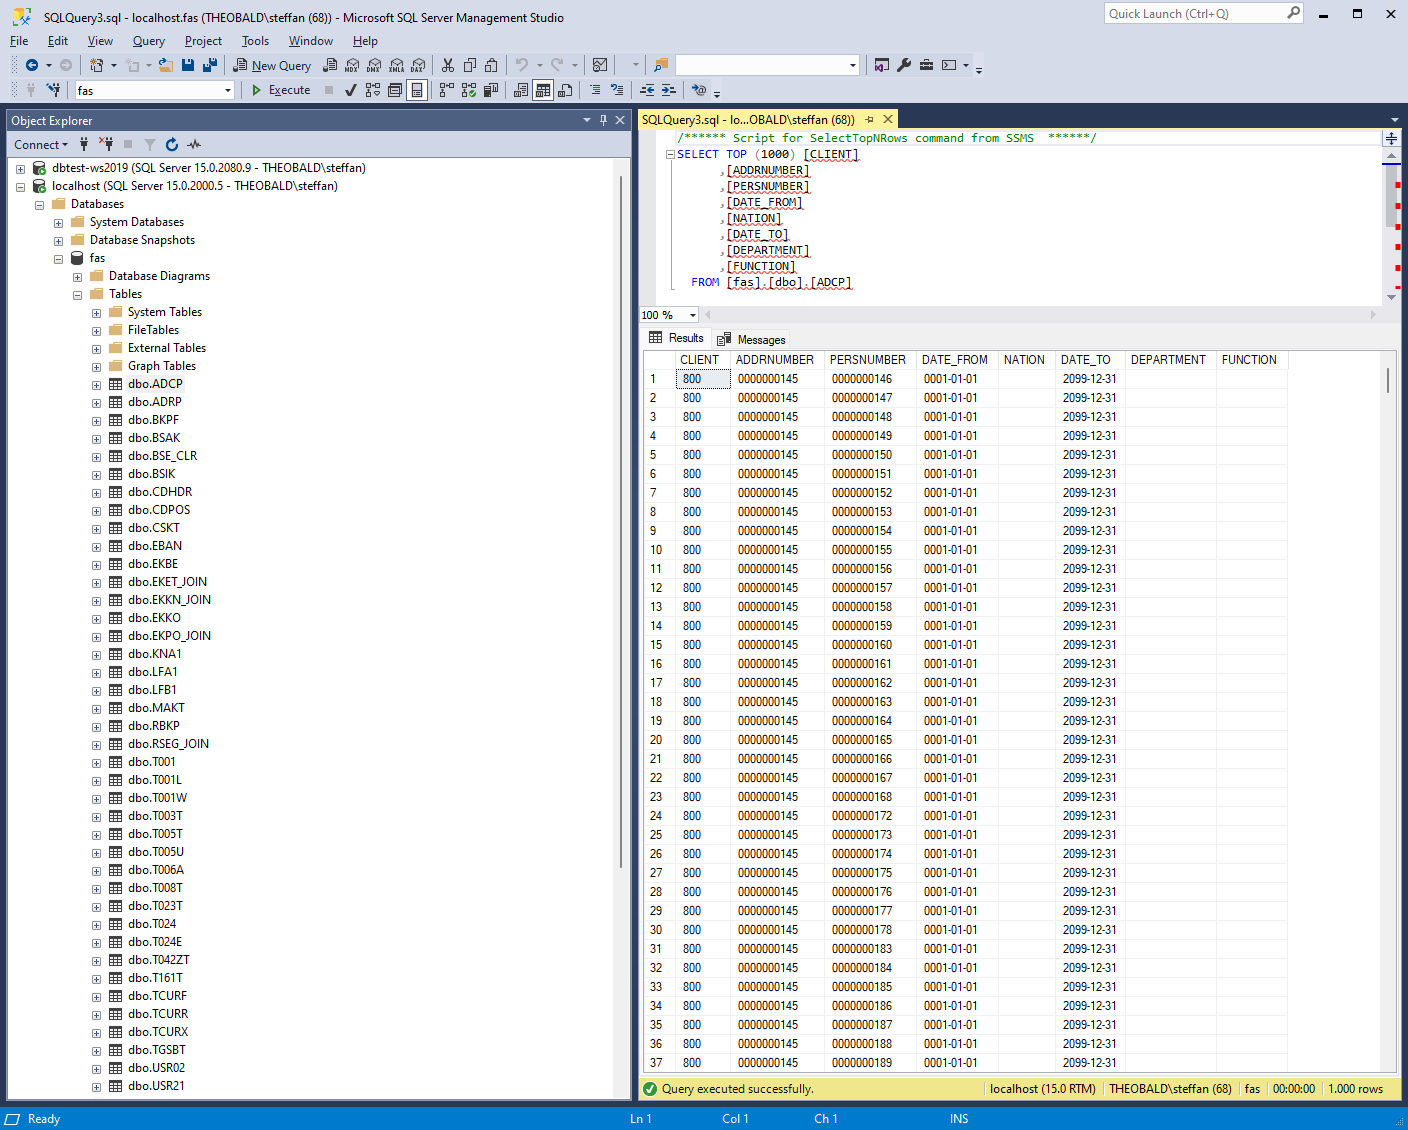 SQLQuery3.sql - localhost.fas (THEOBALD\steffan (68)) - Microsoft SQL Server Management Studio
Quick Launch (Ctrl+Q)
File Edit View Query Project Tools Window Help
New Query MDX DMX XMLA DAX
fas Execute
Object Explorer
Connect
dbtest-ws2019 (SQL Server 15.0.2080.9 - THEOBALD\steffan)
localhost (SQL Server 15.0.2000.5 - THEOBALD\steffan)
Databases
System Databases
Database Snapshots
fas
Database Diagrams
Tables
System Tables
FileTables
External Tables
Graph Tables
dbo.ADCP
dbo.ADRP
dbo.BKPF
dbo.BSAK
dbo.BSE_CLR
dbo.BSIK
dbo.CDHDR
dbo.CDPOS
dbo.CSKT
dbo.EBAN
dbo.EKBE
dbo.EKET_JOIN
dbo.EKKN_JOIN
dbo.EKKO
dbo.EKPO_JOIN
dbo.KNA1
dbo.LFA1
dbo.LFB1
dbo.MAKT
dbo.RBKP
dbo.RSEG_JOIN
dbo.T001
dbo.T001L
dbo.T001W
dbo.T003T
dbo.T005T
dbo.T005U
dbo.T006A
dbo.T008T
dbo.T023T
dbo.T024
dbo.T024E
dbo.T042ZT
dbo.T161T
dbo.TCURF
dbo.TCURR
dbo.TCURX
dbo.TGSBT
dbo.USR02
dbo.USR21
SQLQuery3.sql - lo...OBALD\steffan (68))
/****** Script for SelectTopNRows command from SSMS ******/
SELECT TOP (1000) [CLIENT]
,[ADDRNUMBER]
,[PERSNUMBER]
,[DATE_FROM]
,[NATION]
,[DATE_TO]
,[DEPARTMENT]
,[FUNCTION]
FROM [fas].[dbo].[ADCP]
100 %
Results Messages
CLIENT ADDRNUMBER PERSNUMBER DATE_FROM NATION DATE_TO DEPARTMENT FUNCTION
1 800 0000000145 0000000146 0001-01-01 2099-12-31
2 800 0000000145 0000000147 0001-01-01 2099-12-31
3 800 0000000145 0000000148 0001-01-01 2099-12-31
4 800 0000000145 0000000149 0001-01-01 2099-12-31
5 800 0000000145 0000000150 0001-01-01 2099-12-31
6 800 0000000145 0000000151 0001-01-01 2099-12-31
7 800 0000000145 0000000152 0001-01-01 2099-12-31
8 800 0000000145 0000000153 0001-01-01 2099-12-31
9 800 0000000145 0000000154 0001-01-01 2099-12-31
10 800 0000000145 0000000155 0001-01-01 2099-12-31
11 800 0000000145 0000000156 0001-01-01 2099-12-31
12 800 0000000145 0000000157 0001-01-01 2099-12-31
13 800 0000000145 0000000158 0001-01-01 2099-12-31
14 800 0000000145 0000000159 0001-01-01 2099-12-31
15 800 0000000145 0000000160 0001-01-01 2099-12-31
16 800 0000000145 0000000161 0001-01-01 2099-12-31
17 800 0000000145 0000000162 0001-01-01 2099-12-31
18 800 0000000145 0000000163 0001-01-01 2099-12-31
19 800 0000000145 0000000164 0001-01-01 2099-12-31
20 800 0000000145 0000000165 0001-01-01 2099-12-31
21 800 0000000145 0000000166 0001-01-01 2099-12-31
22 800 0000000145 0000000167 0001-01-01 2099-12-31
23 800 0000000145 0000000168 0001-01-01 2099-12-31
24 800 0000000145 0000000172 0001-01-01 2099-12-31
25 800 0000000145 0000000173 0001-01-01 2099-12-31
26 800 0000000145 0000000174 0001-01-01 2099-12-31
27 800 0000000145 0000000175 0001-01-01 2099-12-31
28 800 0000000145 0000000176 0001-01-01 2099-12-31
29 800 0000000145 0000000177 0001-01-01 2099-12-31
30 800 0000000145 0000000178 0001-01-01 2099-12-31
31 800 0000000145 0000000183 0001-01-01 2099-12-31
32 800 0000000145 0000000184 0001-01-01 2099-12-31
33 800 0000000145 0000000185 0001-01-01 2099-12-31
34 800 0000000145 0000000186 0001-01-01 2099-12-31
35 800 0000000145 0000000187 0001-01-01 2099-12-31
36 800 0000000145 0000000188 0001-01-01 2099-12-31
37 800 0000000145 0000000189 0001-01-01 2099-12-31
Query executed successfully. localhost (15.0 RTM) THEOBALD\steffan (68) fas 00:00:00 1.000 rows
Ready Ln 1 Col 1 Ch 1 INS